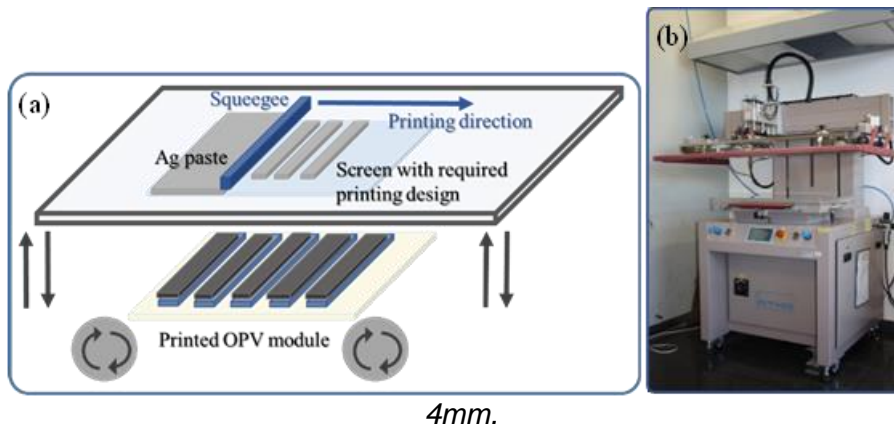 (a)
Squeegee
Printing direction
Ag paste
Screen with required
printing design
Printed OPV module
(b)
4mm.